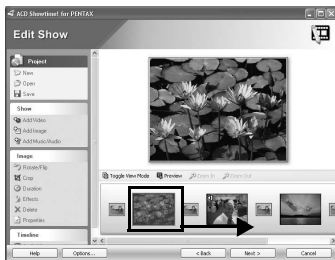 ACD Showtime! for PENTAX
Edit Show
Project
New
Open
Save
Show
Add Video
Add Image
Add Music/Audio
Image
Rotate/Flip
Crop
Duration
Effects
Delete
Properties
Timeline
Toggle View Mode
Preview
Zoom In
Zoom Out
Help
Options...
< Back
Next >
Cancel